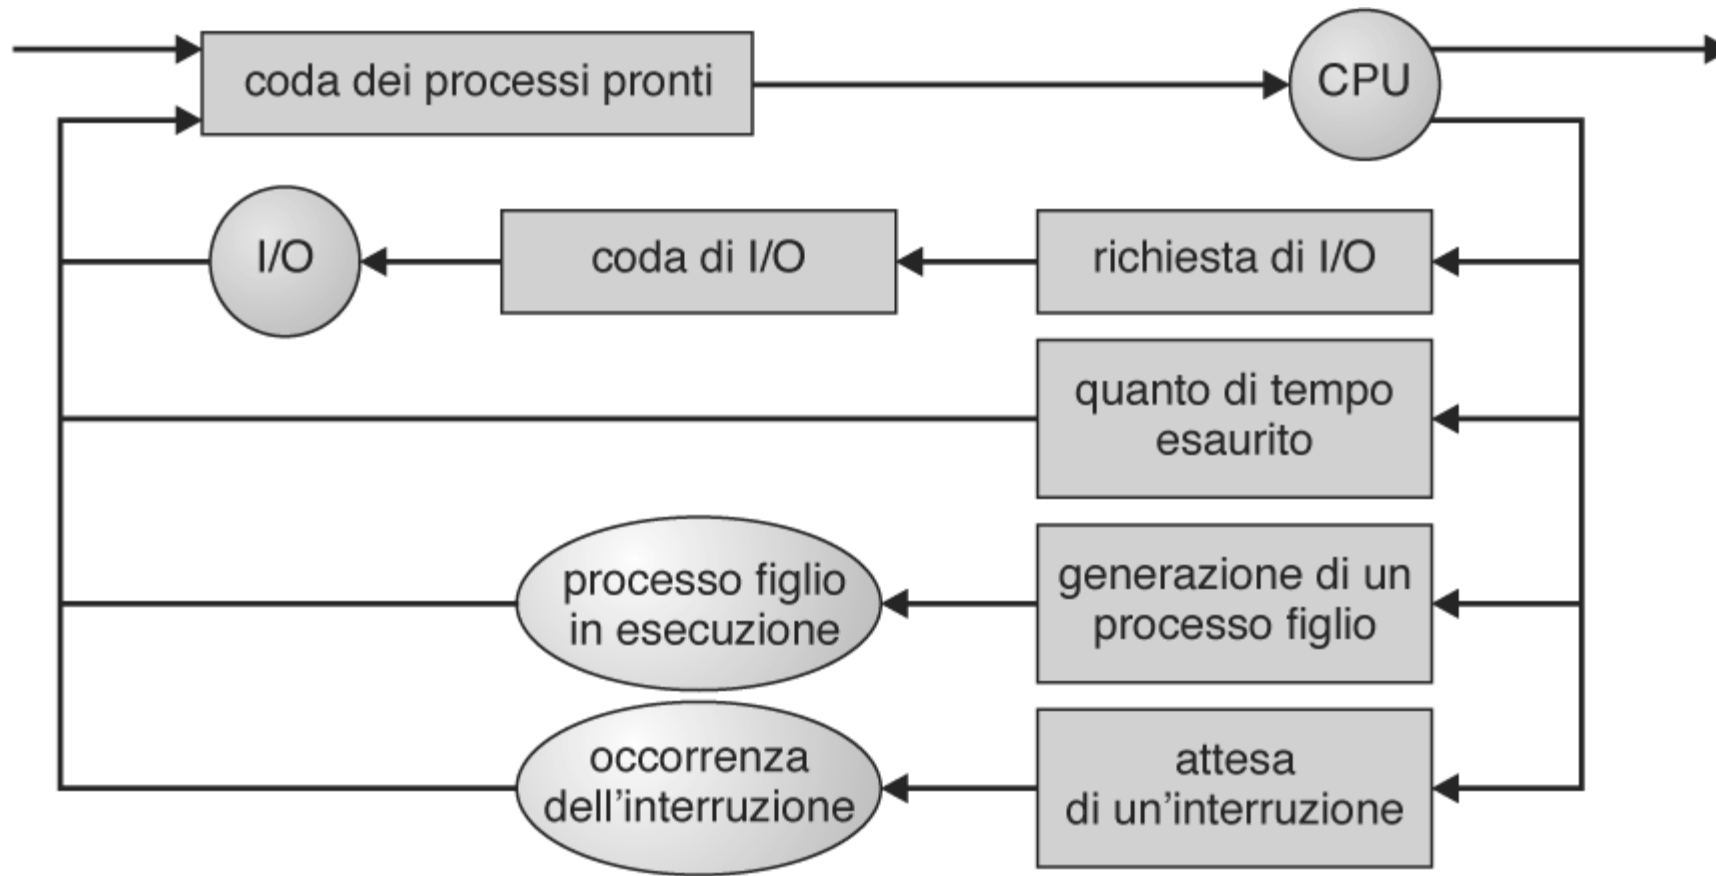 coda dei processi pronti
CPU
I/O
coda di I/O
richiesta di I/O
quanto di tempo
esaurito
processo figlio
in esecuzione
generazione di un
processo figlio
occorrenza
dell'interruzione
attesa
di un'interruzione